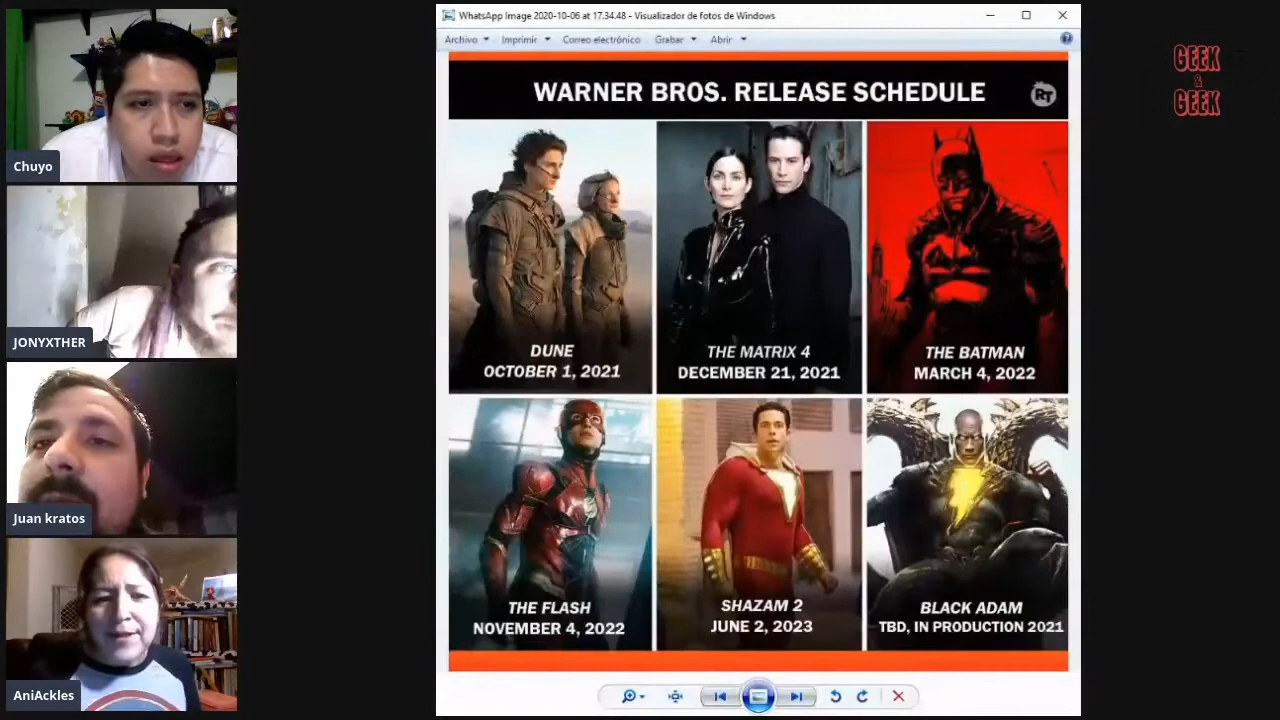 WhatsApp Image 2020-10-06 at 17.34.48 - Visualizador de fotos de Windows
Archivo Imprimir Correo electrónico Grabar Abrir
GEEK
&
GEEK
WARNER BROS. RELEASE SCHEDULE
RT
Chuyo
JONYXTHER
Juan kratos
AniAckles
DUNE
OCTOBER 1, 2021
THE MATRIX 4
DECEMBER 21, 2021
THE BATMAN
MARCH 4, 2022
THE FLASH
NOVEMBER 4, 2022
SHAZAM 2
JUNE 2, 2023
BLACK ADAM
TBD, IN PRODUCTION 2021